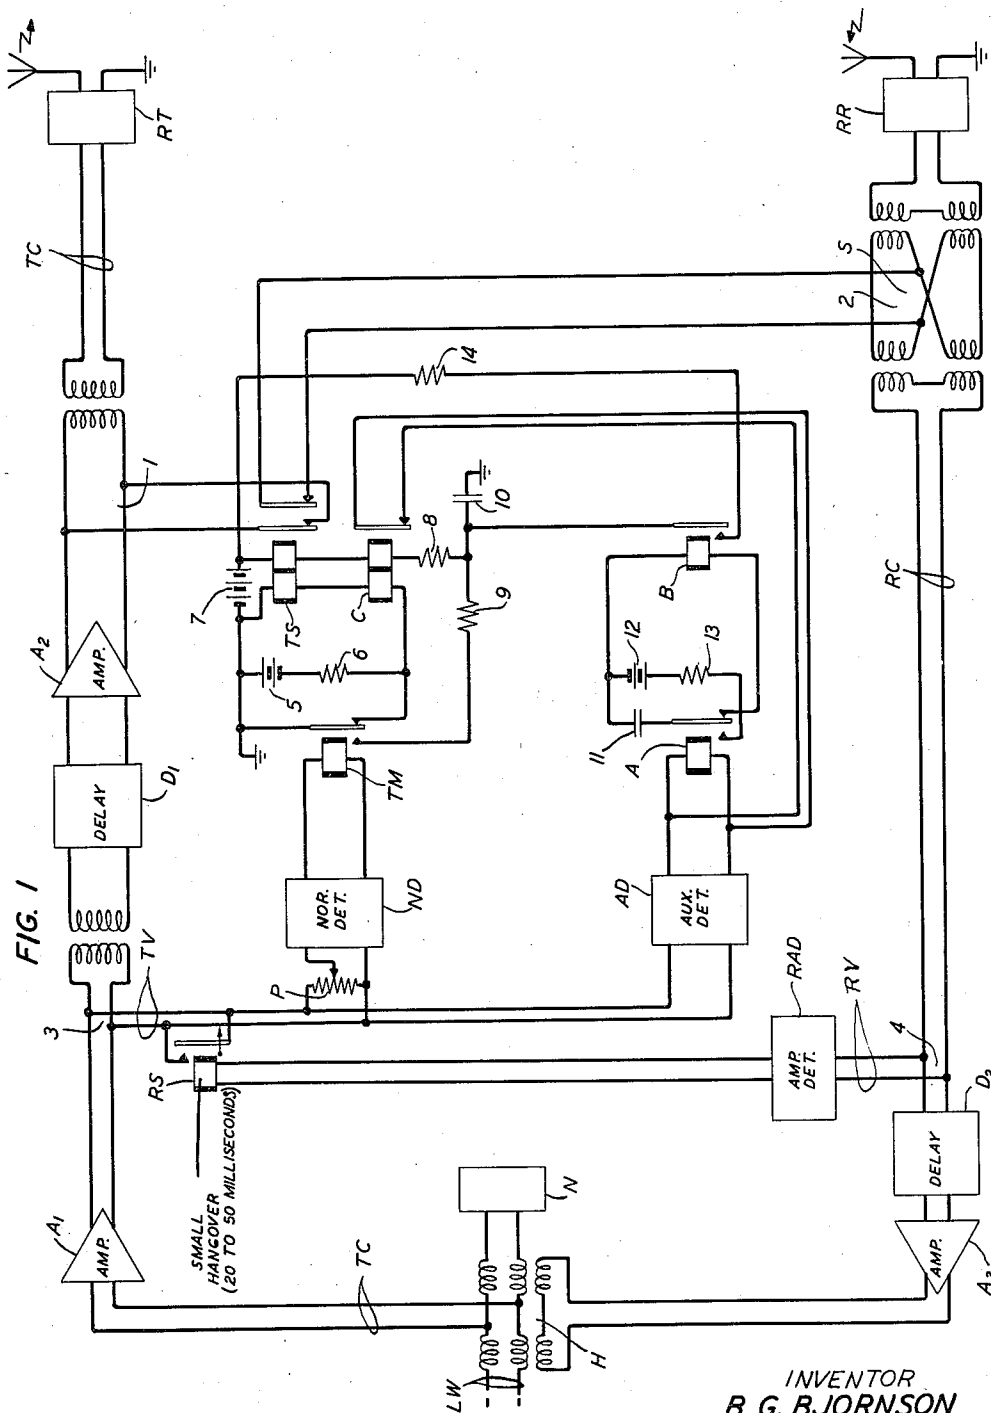 FIG. 1
LW
H
N
TC
A1
AMP.
SMALL
HANGOVER
(20 TO 50 MILLISECONDS)
RS
3
TV
DELAY
D1
A2
AMP.
1
TC
RT
P
NOR.
DET.
ND
TM
5
6
7
TS
C
8
9
10
14
AUX.
DET.
AD
A
11
12
13
B
AMP.
DET.
RAD
RV
4
DELAY
D2
AMP.
A3
RC
2
S
RR
INVENTOR
B. G. BJORNSON